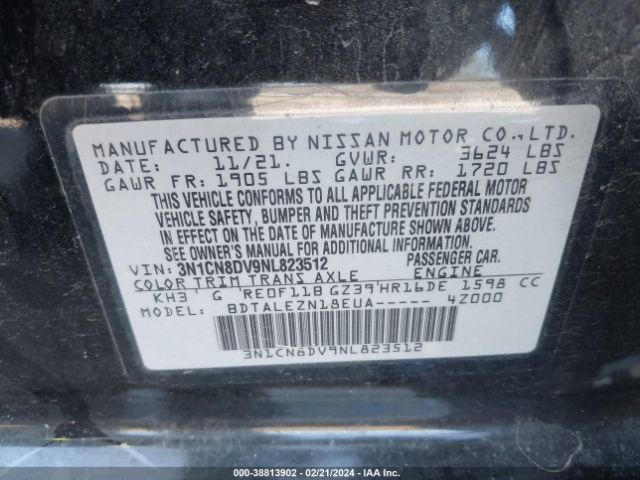 MANUFACTURED BY NISSAN MOTOR CO.,LTD.
DATE: 11/21. GVWR: 3624 LBS
GAWR FR: 1905 LBS GAWR RR: 1720 LBS
THIS VEHICLE CONFORMS TO ALL APPLICABLE FEDERAL MOTOR
VEHICLE SAFETY, BUMPER AND THEFT PREVENTION STANDARDS
IN EFFECT ON THE DATE OF MANUFACTURE SHOWN ABOVE.
SEE OWNER'S MANUAL FOR ADDITIONAL INFORMATION.
VIN: 3N1CN8DV9NL823512 PASSENGER CAR.
COLOR TRIM TRANS AXLE ENGINE
KH3 G RE0F11B GZ39 HR16DE 1598 CC
MODEL: BDTALEZN18EUA----- 4Z000
3N1CN8DV9NL823512
000-38813902 - 02/21/2024 - IAA Inc.